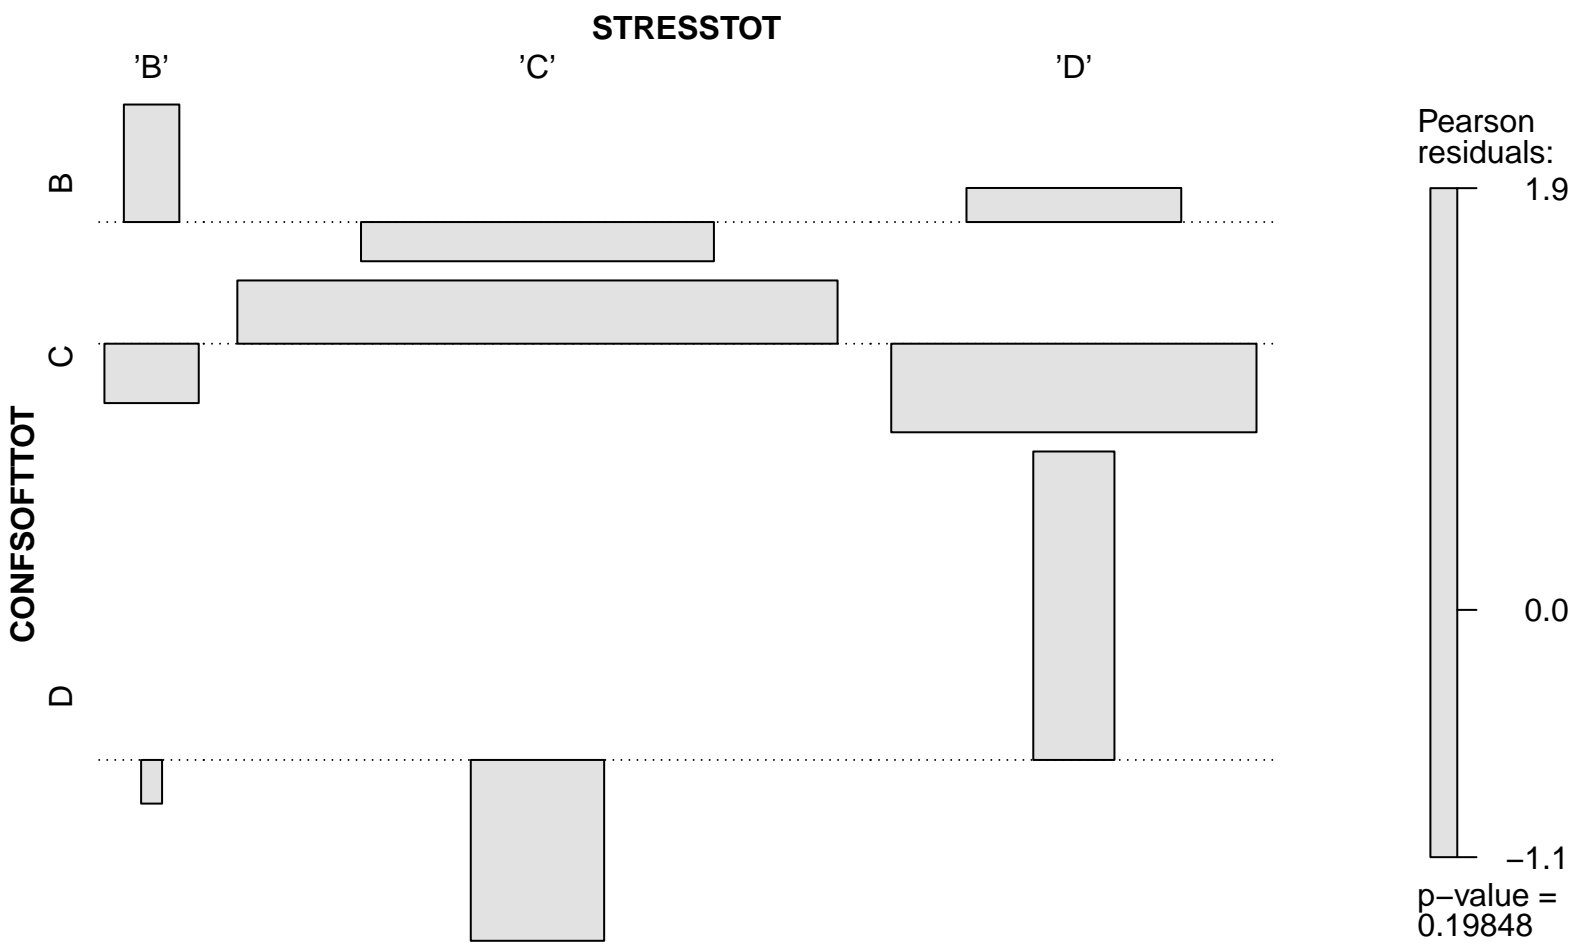 STRESSTOT
’B’ ’C’ ’D’
CONFSOFTTOT
B
C
D
Pearson
residuals:
1.9
0.0
−1.1
p−value =
0.19848